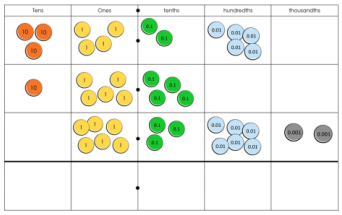 Tens Ones tenths hundredths thousandths
10 10 1 1 0.1 0.01 0.01 0.01
10 1 1 0.1 0.01 0.01
10 1 1 0.1 0.1
1 1 1 0.1 0.1
1 1 1 0.1 0.1 0.01 0.01 0.01 0.001 0.001
1 1 1 0.1 0.01 0.01 0.01